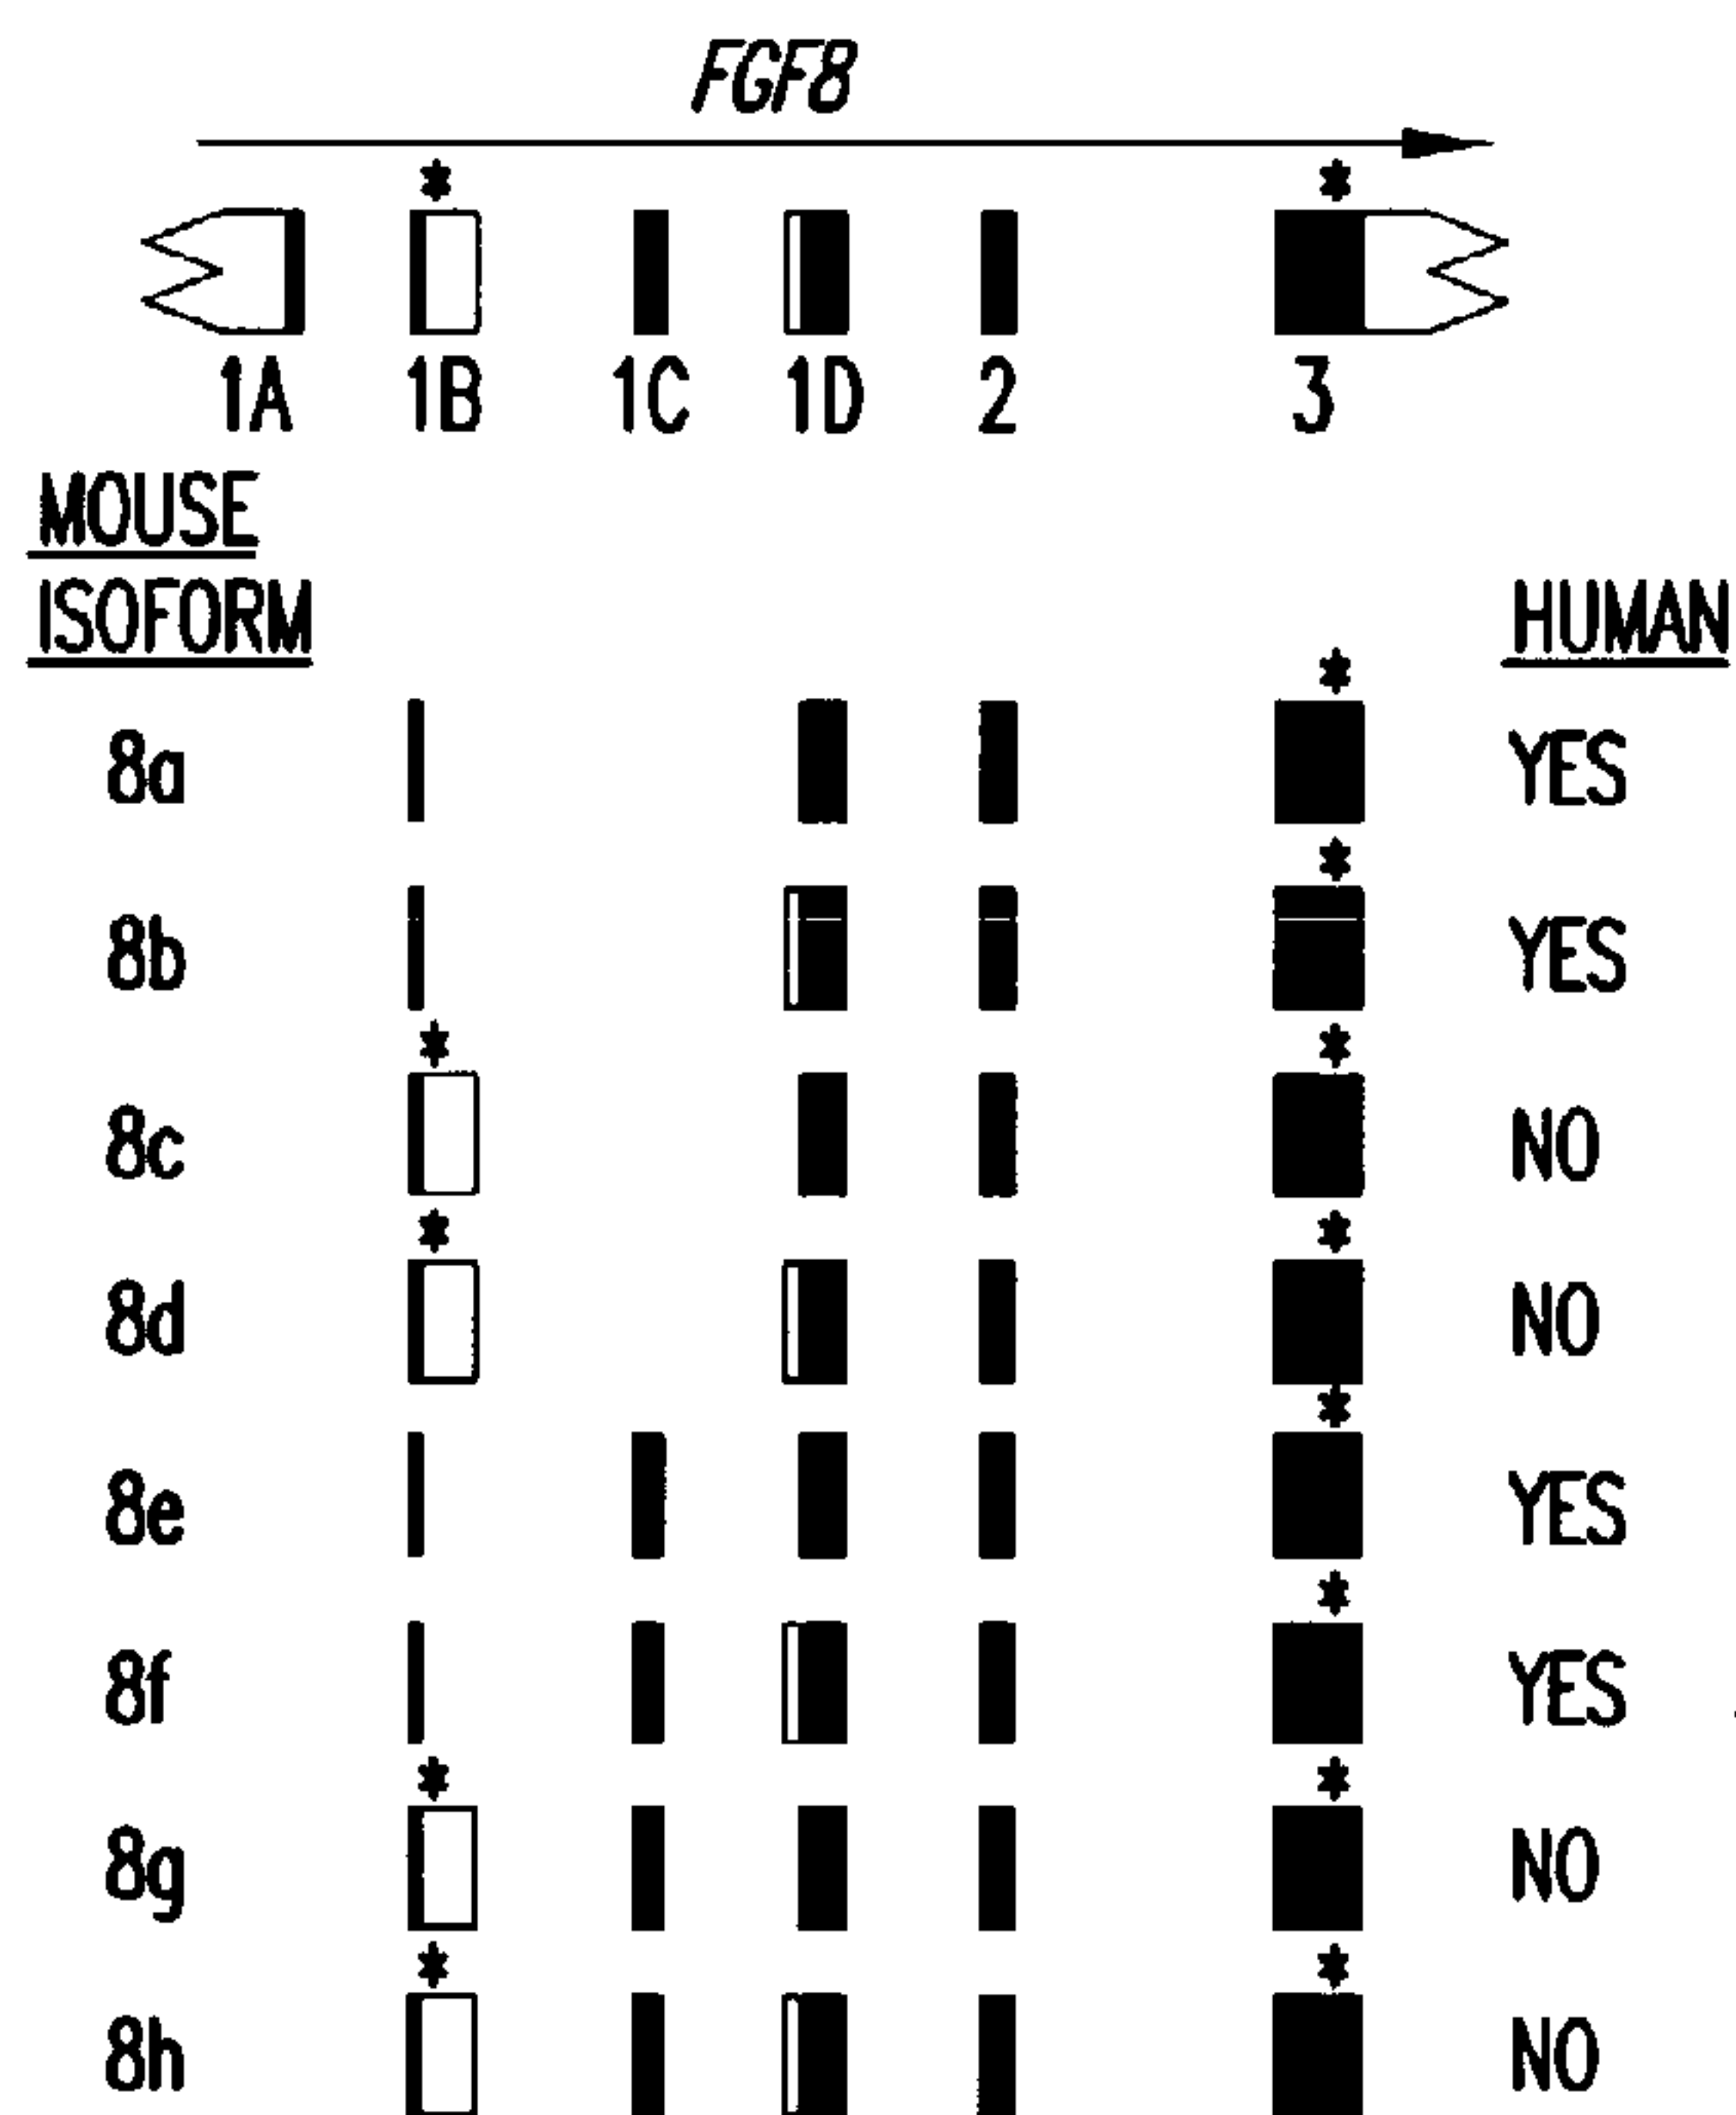 FGF8
* *
1A 1B 1C 1D 2 3
MOUSE
ISOFORM HUMAN
*
8a YES
*
8b YES
* *
8c NO
* *
8d NO
*
8e YES
*
8f YES
* *
8g NO
* *
8h NO